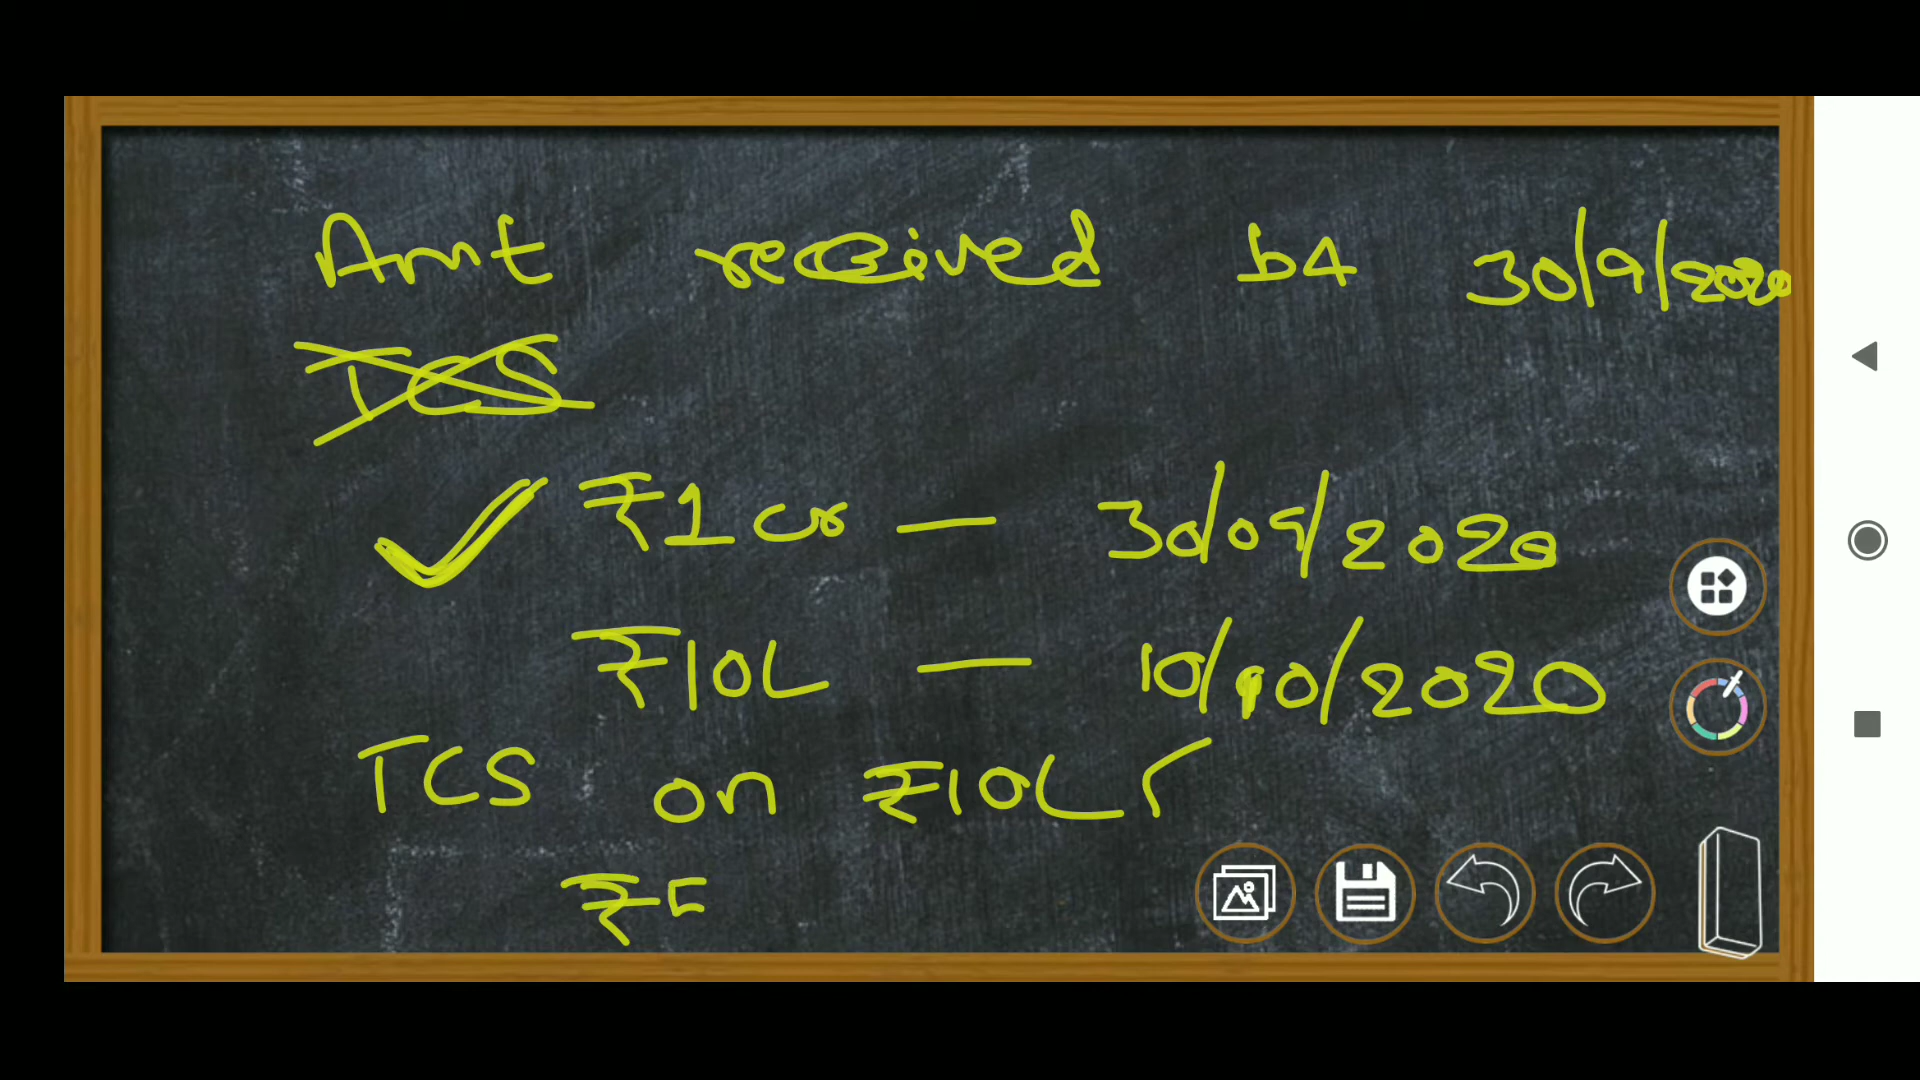 Amt received b4 30/9/2020
TCS
₹1 cr — 30/09/2020
₹10L — 10/10/2020
TCS on ₹10L
₹5